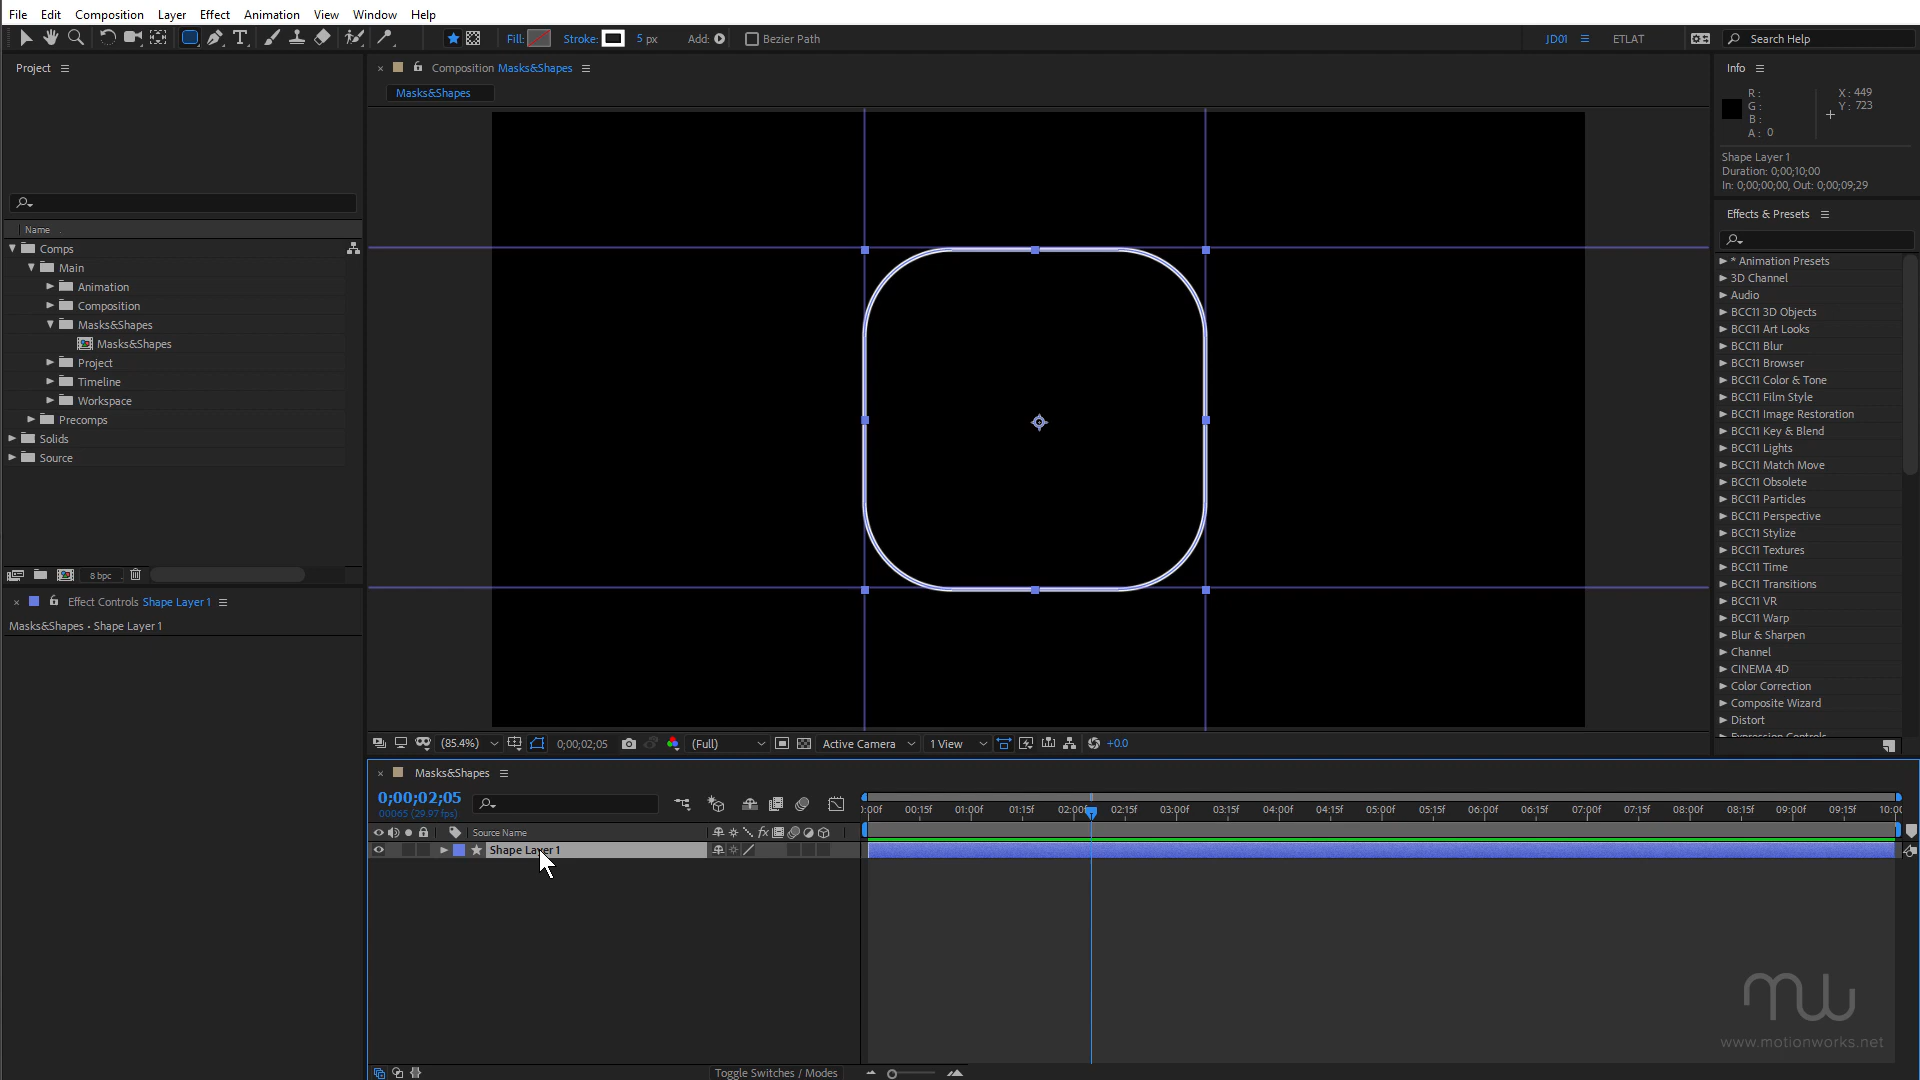 File Edit Composition Layer Effect Animation View Window Help
Fill: Stroke: 5 px Add: Bezier Path JD01 ETLAT Search Help
Project
Name
Comps
Main
Animation
Composition
Masks&Shapes
Masks&Shapes
Project
Timeline
Workspace
Precomps
Solids
Source
8 bpc
Effect Controls Shape Layer 1
Masks&Shapes • Shape Layer 1
Composition Masks&Shapes
Masks&Shapes
(85.4%) 0;00;02;05 (Full) Active Camera 1 View +0.0
Info
R: X: 449
G: Y: 723
B:
A: 0
Shape Layer 1
Duration: 0;00;10;00
In: 0;00;00;00, Out: 0;00;09;29
Effects & Presets
* Animation Presets
3D Channel
Audio
BCC11 3D Objects
BCC11 Art Looks
BCC11 Blur
BCC11 Browser
BCC11 Color & Tone
BCC11 Film Style
BCC11 Image Restoration
BCC11 Key & Blend
BCC11 Lights
BCC11 Match Move
BCC11 Obsolete
BCC11 Particles
BCC11 Perspective
BCC11 Stylize
BCC11 Textures
BCC11 Time
BCC11 Transitions
BCC11 VR
BCC11 Warp
Blur & Sharpen
Channel
CINEMA 4D
Color Correction
Composite Wizard
Distort
Expression Controls
Masks&Shapes
0;00;02;05
00065 (29.97 fps)
:00f 00:15f 01:00f 01:15f 02:00f 02:15f 03:00f 03:15f 04:00f 04:15f 05:00f 05:15f 06:00f 06:15f 07:00f 07:15f 08:00f 08:15f 09:00f 09:15f 10:0
Source Name
fx
Shape Layer 1
Toggle Switches / Modes
mw
www.motionworks.net